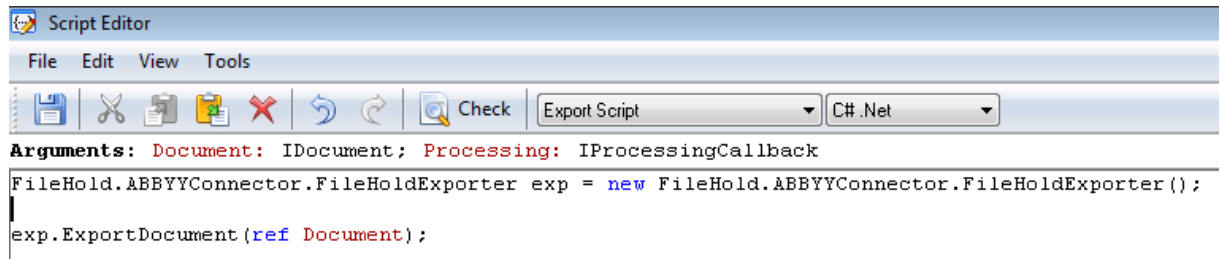 Script Editor
File Edit View Tools
Check Export Script C# .Net
Arguments: Document: IDocument; Processing: IProcessingCallback
FileHold.ABBYYConnector.FileHoldExporter exp = new FileHold.ABBYYConnector.FileHoldExporter();
exp.ExportDocument(ref Document);